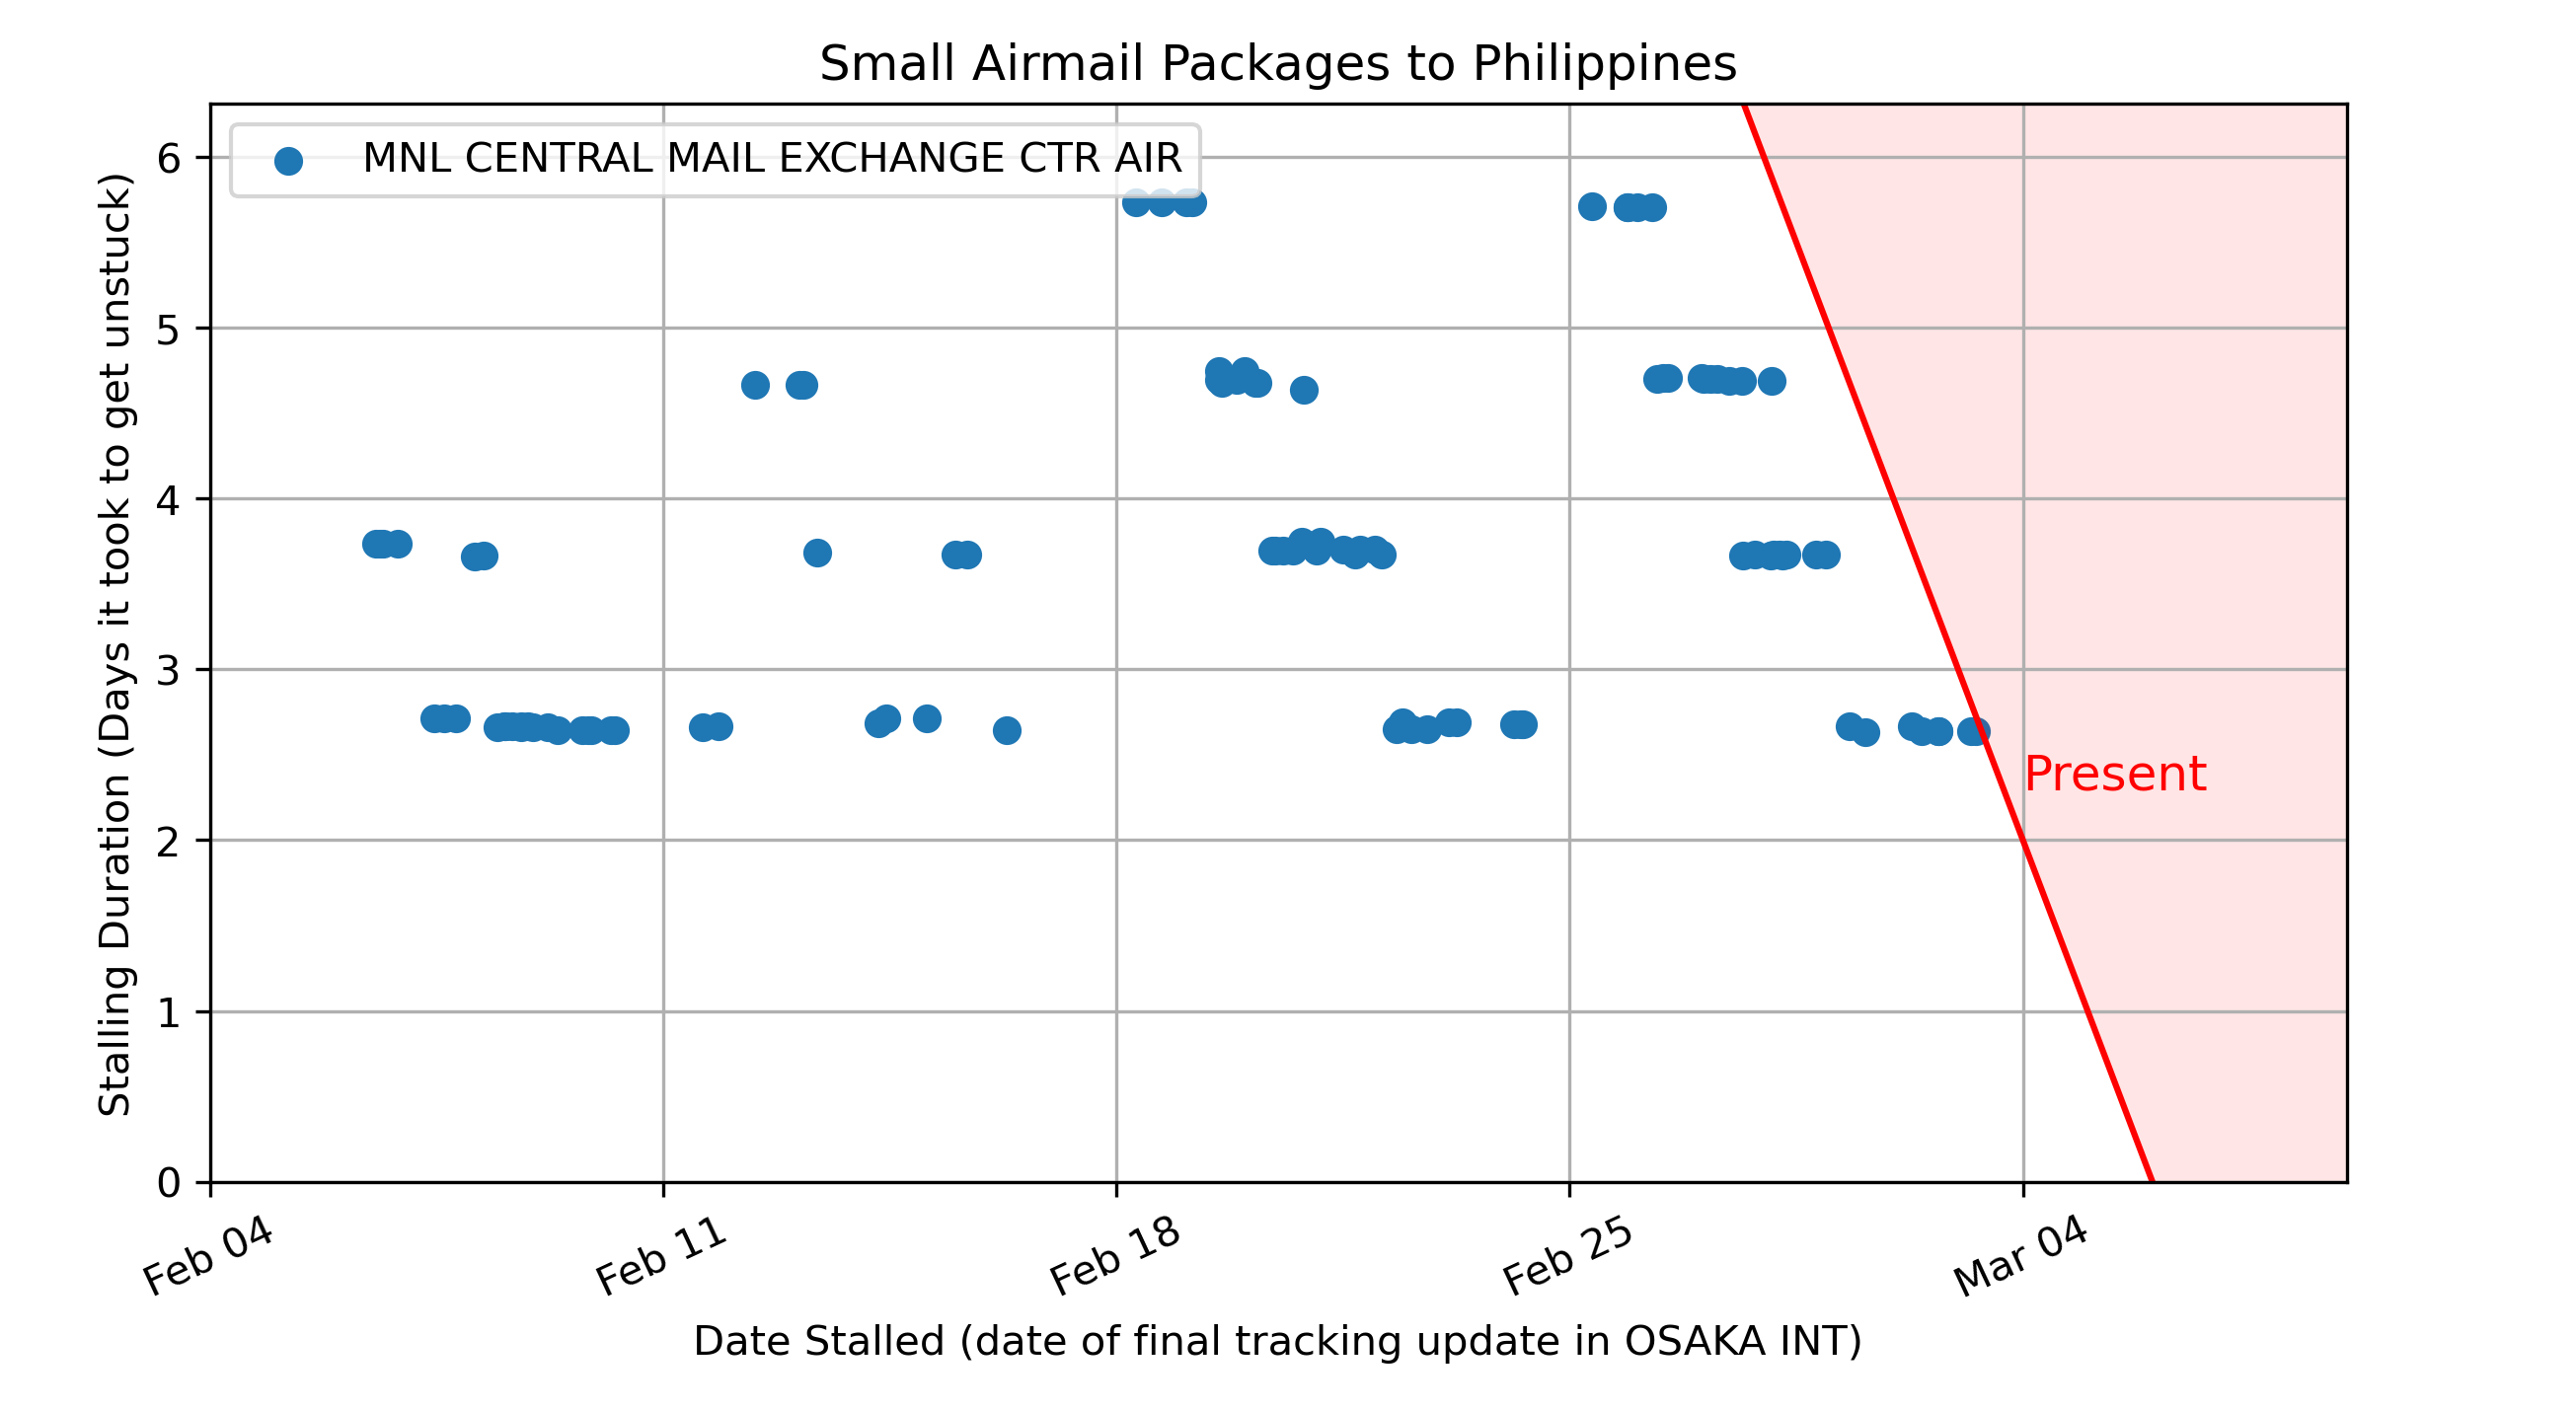 Small Airmail Packages to Philippines
MNL CENTRAL MAIL EXCHANGE CTR AIR
Stalling Duration (Days it took to get unstuck)
6
5
4
3
2
1
0
Present
Feb 04
Feb 11
Feb 18
Feb 25
Mar 04
Date Stalled (date of final tracking update in OSAKA INT)